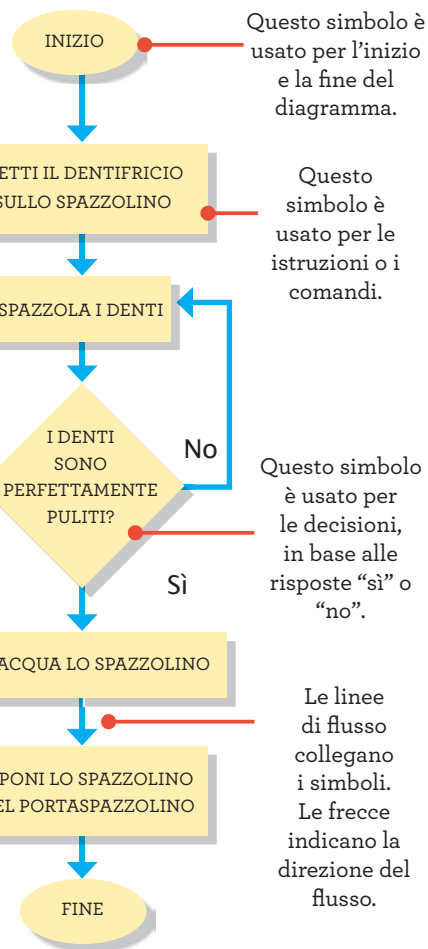 INIZIO
Questo simbolo è
usato per l'inizio
e la fine del
diagramma.
ETTI IL DENTIFRICIO
SULLO SPAZZOLINO
Questo
simbolo è
usato per le
istruzioni o i
comandi.
SPAZZOLA I DENTI
I DENTI
SONO
PERFETTAMENTE
PULITI?
No
Sì
Questo simbolo
è usato per
le decisioni,
in base alle
risposte “sì” o
“no”.
ACQUA LO SPAZZOLINO
Le linee
di flusso
collegano
i simboli.
Le frecce
indicano la
direzione del
flusso.
PONI LO SPAZZOLINO
EL PORTASPAZZOLINO
FINE